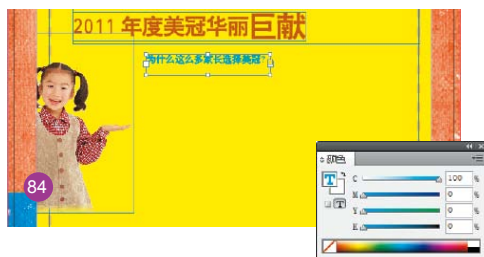 2011 年度美冠华丽巨献
为什么这么多家长选择美冠？
84
颜色
T
C 100 %
M 0 %
T
Y 0 %
K 0 %